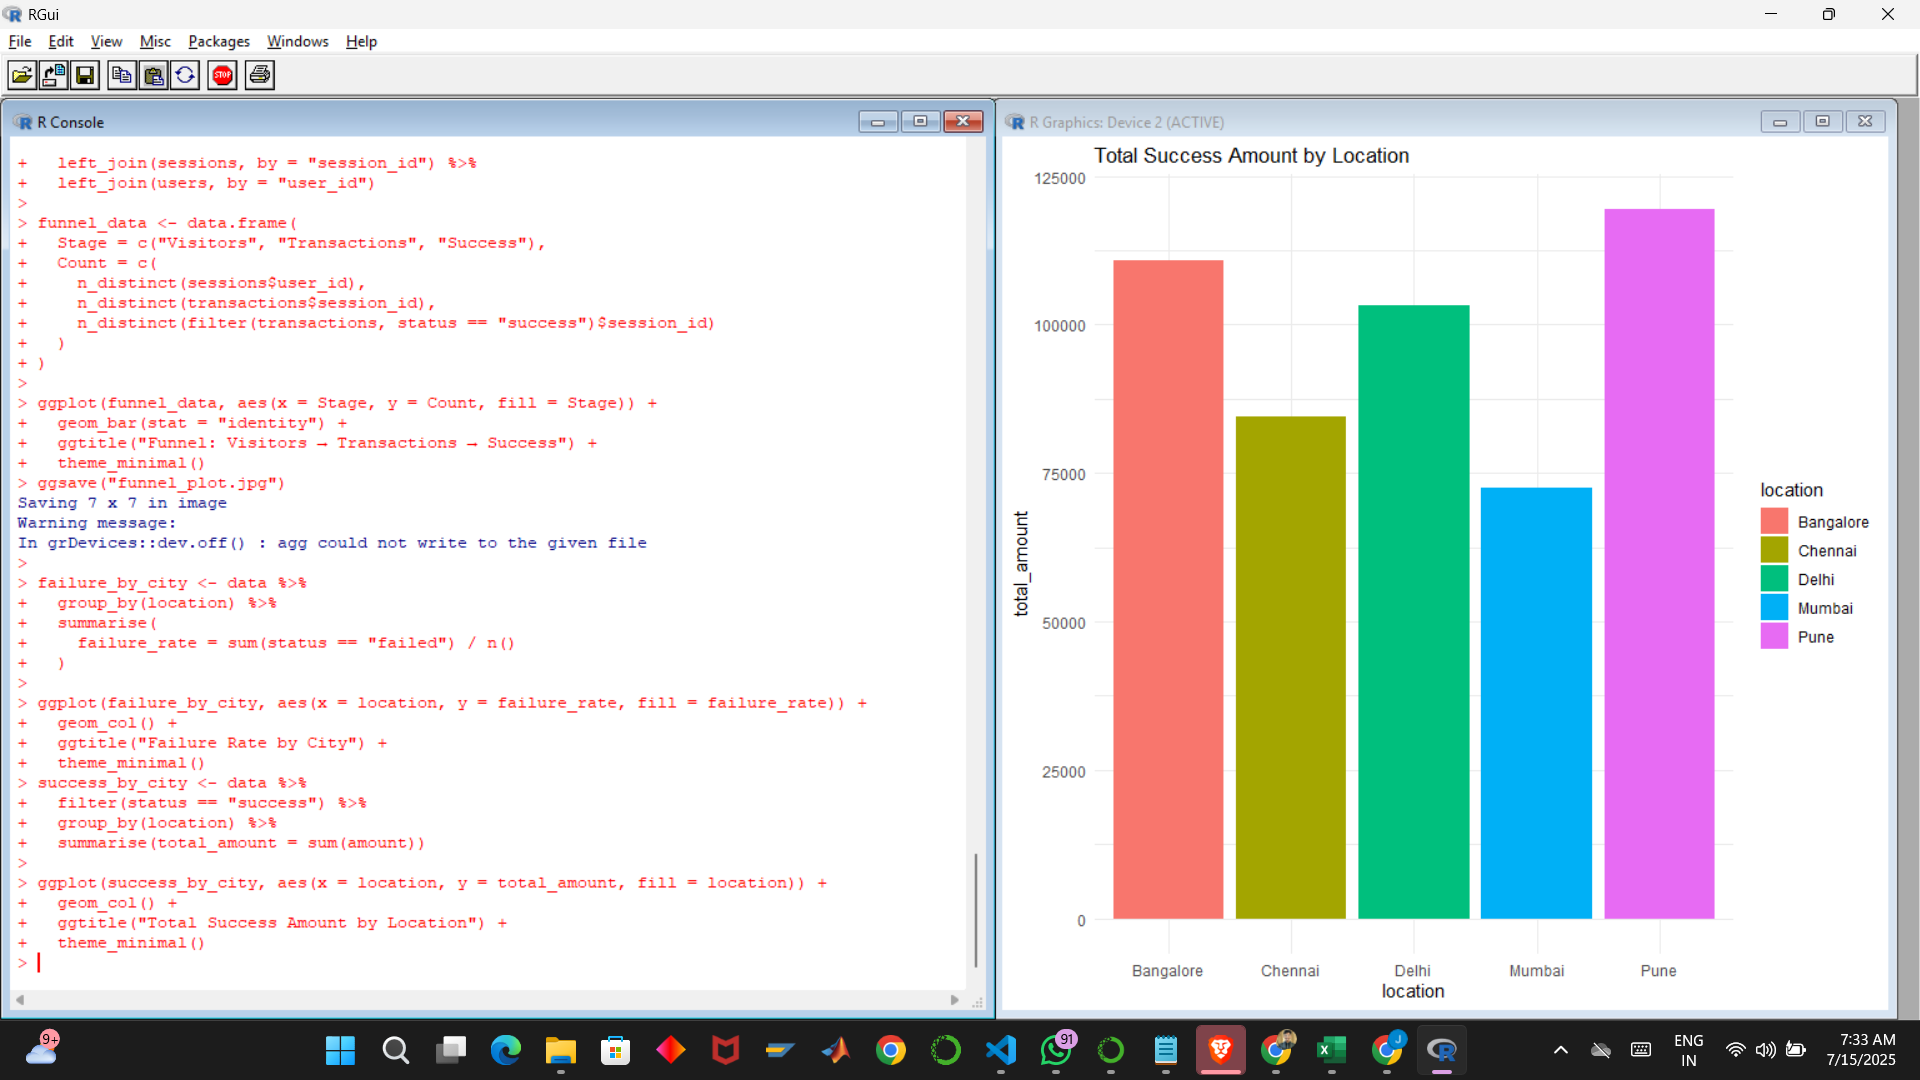 RGui
File Edit View Misc Packages Windows Help
STOP
R Console
+   left_join(sessions, by = "session_id") %>%
+   left_join(users, by = "user_id")
>
> funnel_data <- data.frame(
+   Stage = c("Visitors", "Transactions", "Success"),
+   Count = c(
+     n_distinct(sessions$user_id),
+     n_distinct(transactions$session_id),
+     n_distinct(filter(transactions, status == "success")$session_id)
+   )
+ )
>
> ggplot(funnel_data, aes(x = Stage, y = Count, fill = Stage)) +
+   geom_bar(stat = "identity") +
+   ggtitle("Funnel: Visitors → Transactions → Success") +
+   theme_minimal()
> ggsave("funnel_plot.jpg")
Saving 7 x 7 in image
Warning message:
In grDevices::dev.off() : agg could not write to the given file
>
> failure_by_city <- data %>%
+   group_by(location) %>%
+   summarise(
+     failure_rate = sum(status == "failed") / n()
+   )
>
> ggplot(failure_by_city, aes(x = location, y = failure_rate, fill = failure_rate)) +
+   geom_col() +
+   ggtitle("Failure Rate by City") +
+   theme_minimal()
> success_by_city <- data %>%
+   filter(status == "success") %>%
+   group_by(location) %>%
+   summarise(total_amount = sum(amount))
>
> ggplot(success_by_city, aes(x = location, y = total_amount, fill = location)) +
+   geom_col() +
+   ggtitle("Total Success Amount by Location") +
+   theme_minimal()
>
R Graphics: Device 2 (ACTIVE)
Total Success Amount by Location
125000
100000
75000
50000
25000
0
total_amount
Bangalore Chennai Delhi Mumbai Pune
location
location
Bangalore
Chennai
Delhi
Mumbai
Pune
9+
91
J
ENG
IN
7:33 AM
7/15/2025